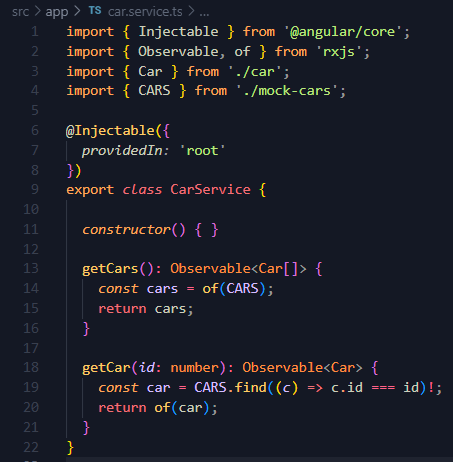 src > app > TS car.service.ts > ...
1 import { Injectable } from '@angular/core';
2 import { Observable, of } from 'rxjs';
3 import { Car } from './car';
4 import { CARS } from './mock-cars';
5
6 @Injectable({
7   providedIn: 'root'
8 })
9 export class CarService {
10
11   constructor() { }
12
13   getCars(): Observable<Car[]> {
14     const cars = of(CARS);
15     return cars;
16   }
17
18   getCar(id: number): Observable<Car> {
19     const car = CARS.find((c) => c.id === id)!;
20     return of(car);
21   }
22 }